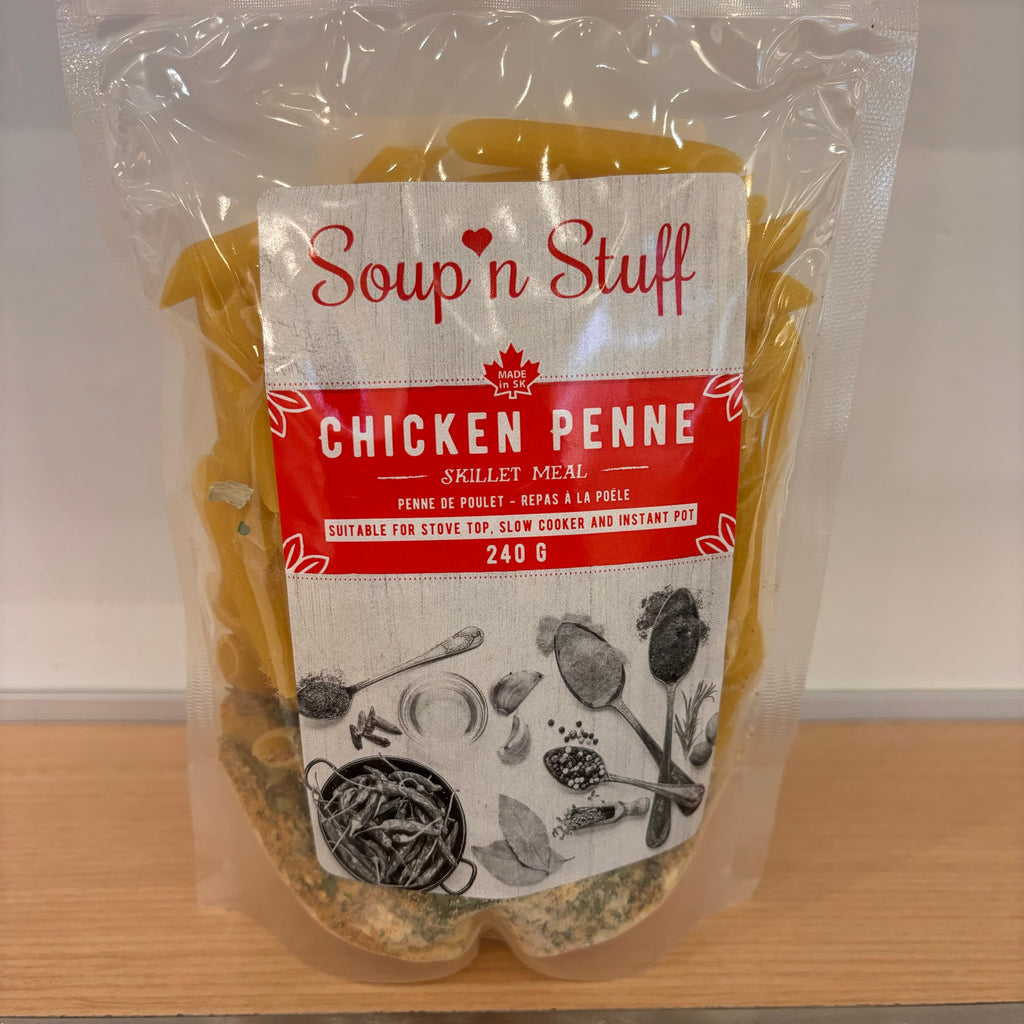 Soup'n Stuff
MADE
in SK
CHICKEN PENNE
SKILLET MEAL
PENNE DE POULET - REPAS À LA POÊLE
SUITABLE FOR STOVE TOP, SLOW COOKER AND INSTANT POT
240 G